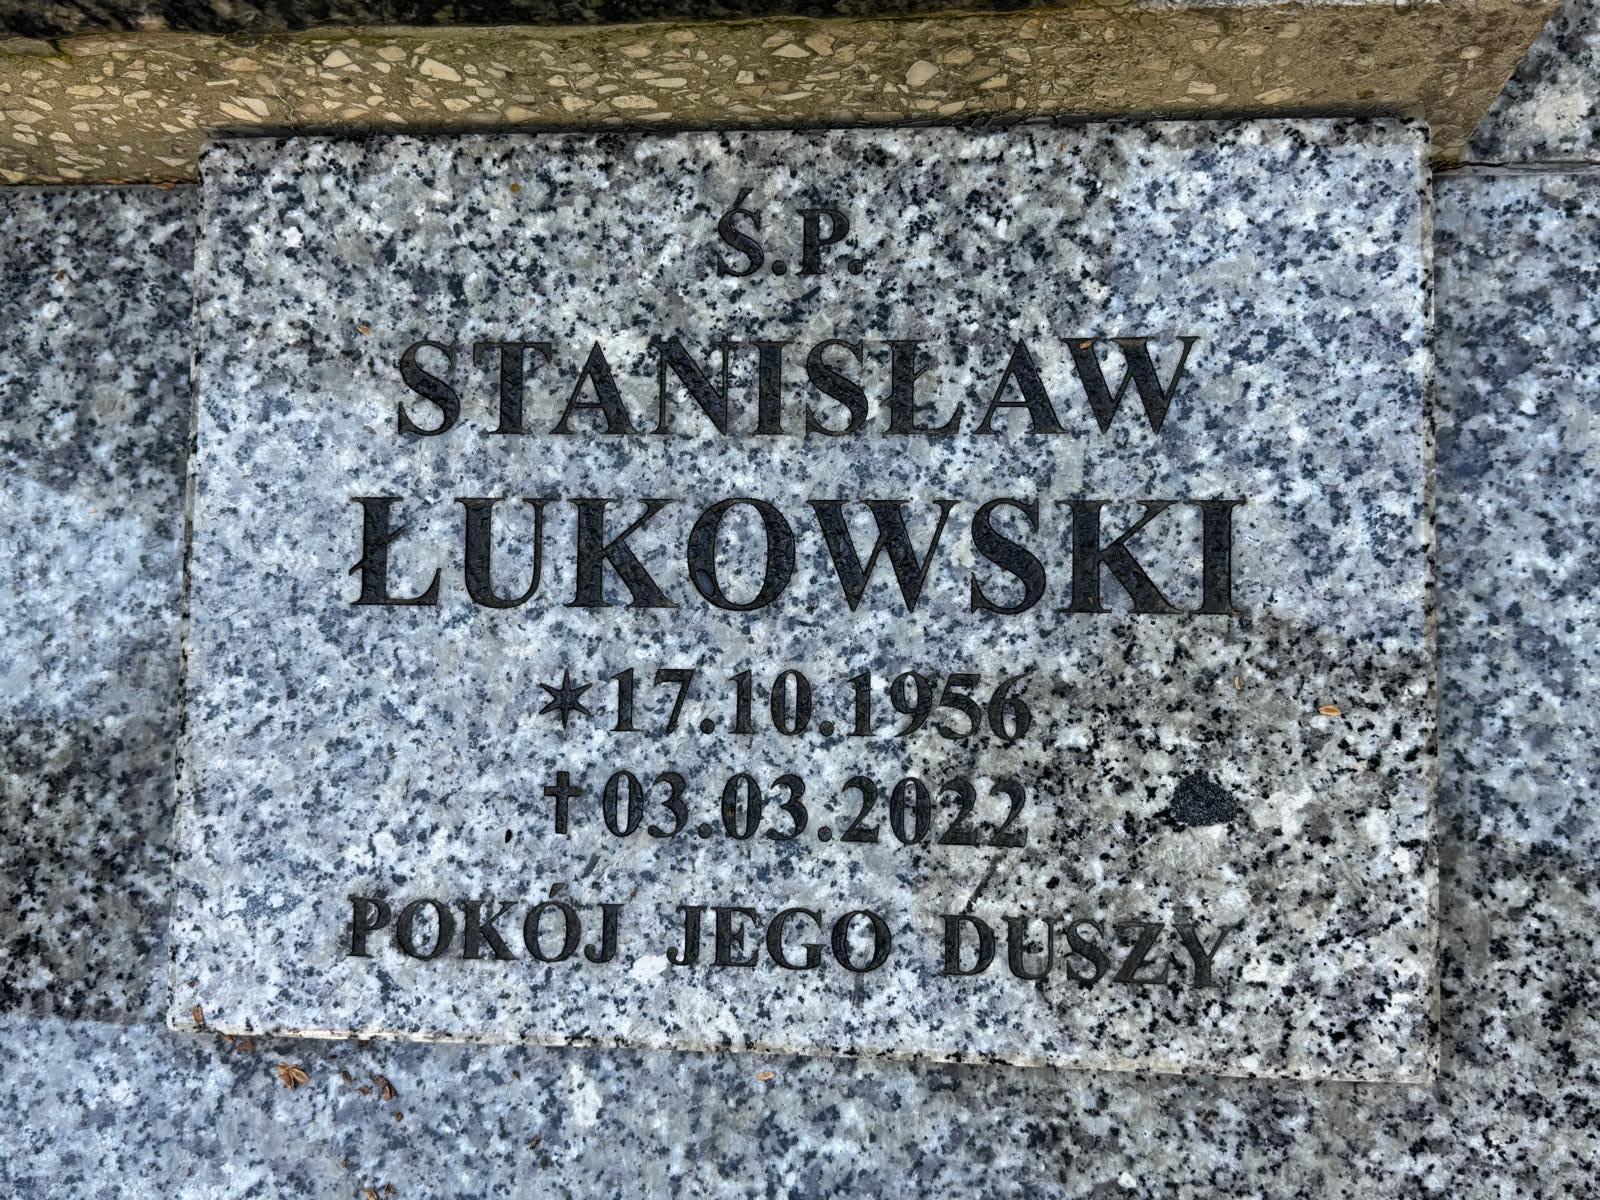 Ś.P.
STANISŁAW
ŁUKOWSKI
*17.10.1956
†03.03.2022
POKÓJ JEGO DUSZY